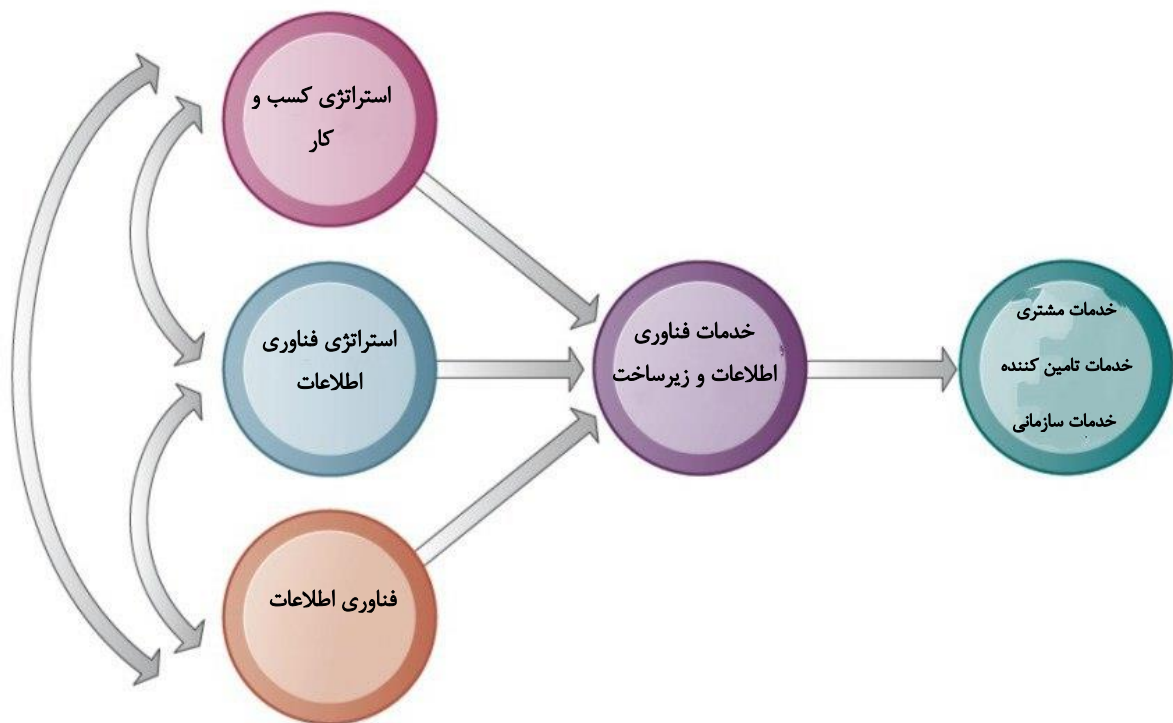 استراتژی کسب و
کار
استراتژی فناوری
اطلاعات
فناوری اطلاعات
خدمات فناوری
اطلاعات و زیرساخت
خدمات مشتری
خدمات تامین کننده
خدمات سازمانی